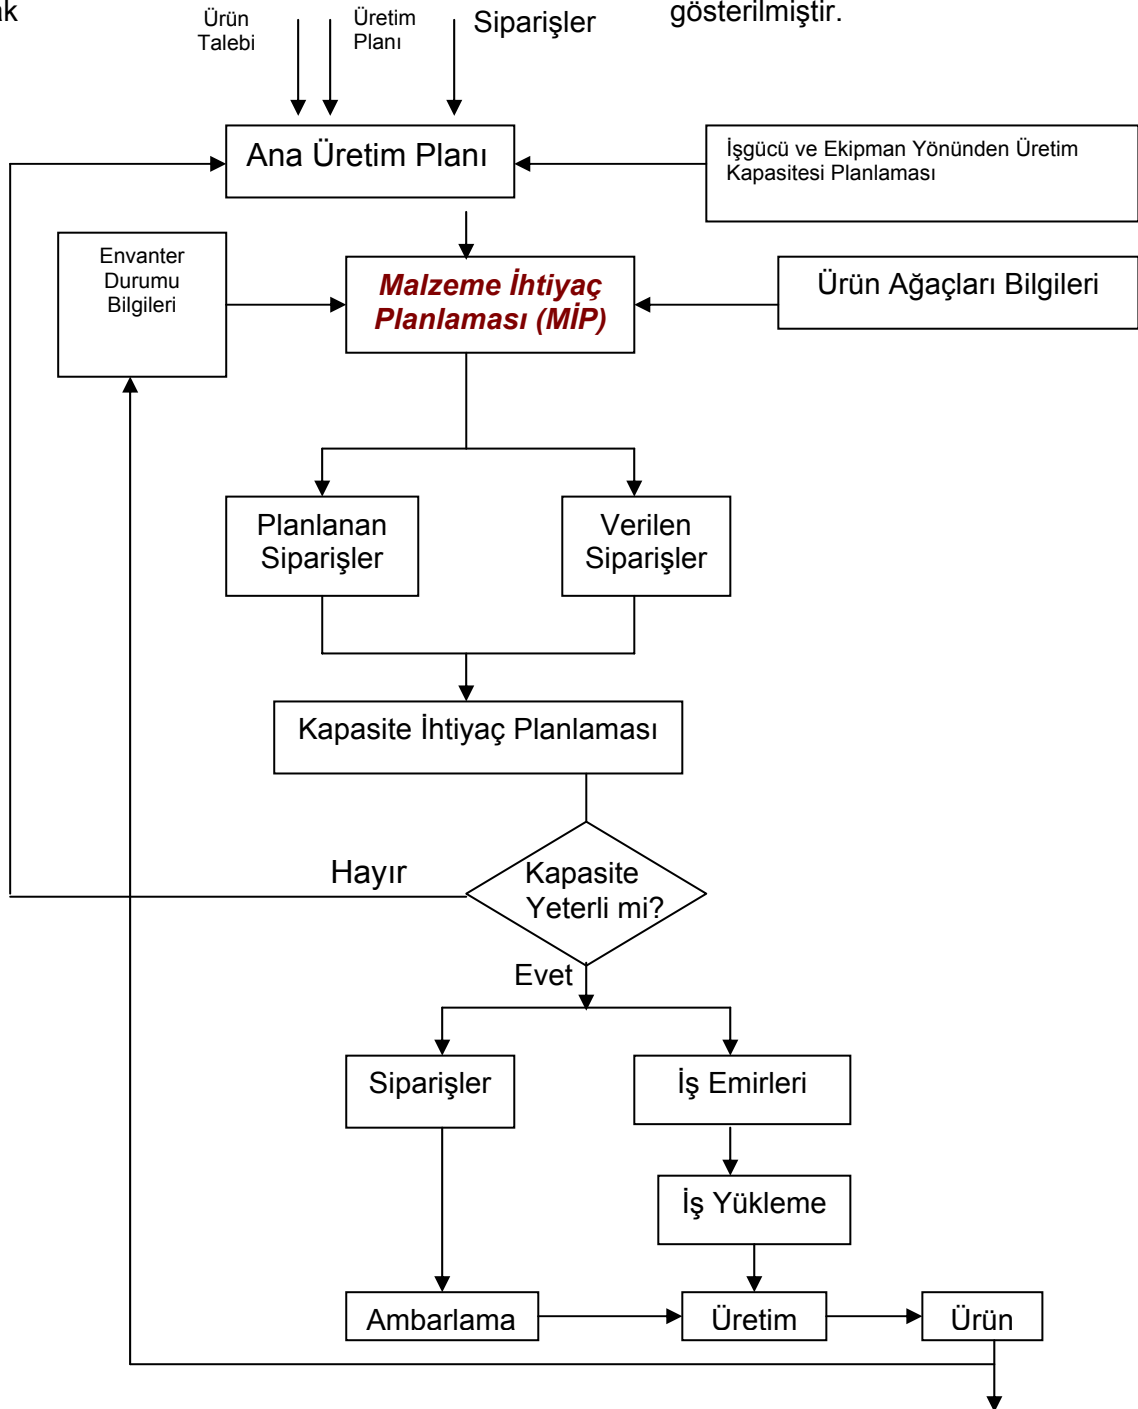 Ürün
Talebi
Üretim
Planı
Siparişler
gösterilmiştir.
Ana Üretim Planı
İşgücü ve Ekipman Yönünden Üretim
Kapasitesi Planlaması
Envanter
Durumu
Bilgileri
Malzeme İhtiyaç
Planlaması (MİP)
Ürün Ağaçları Bilgileri
Planlanan
Siparişler
Verilen
Siparişler
Kapasite İhtiyaç Planlaması
Hayır
Kapasite
Yeterli mi?
Evet
Siparişler
İş Emirleri
İş Yükleme
Ambarlama
Üretim
Ürün